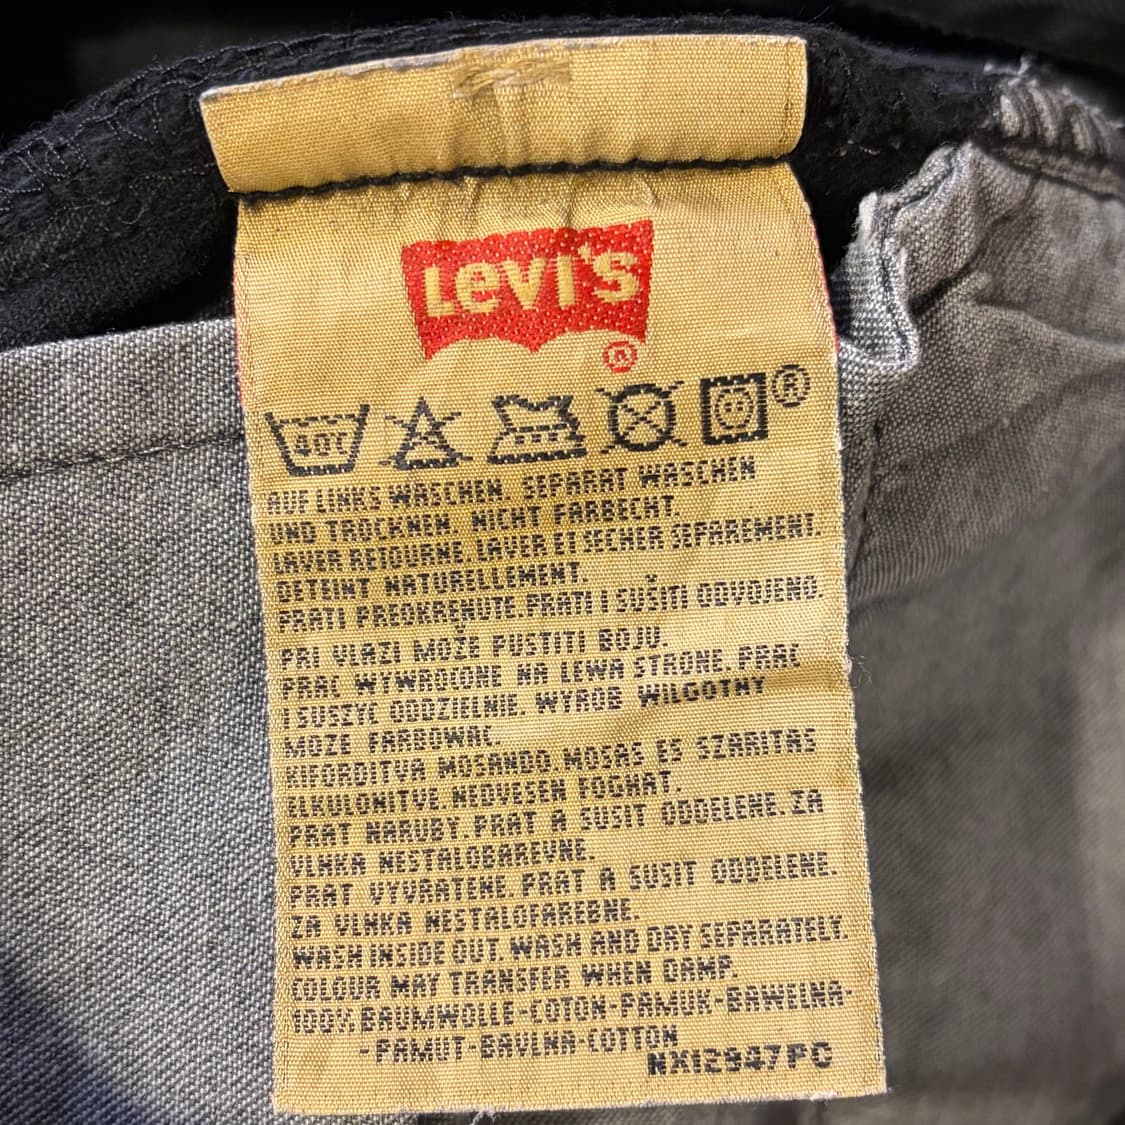 LEVI'S
®
40℃ ®
AUF LINKS WASCHEN. SEPARAT WASCHEN
UND TROCKNEN. NICHT FARBECHT.
LAVER RETOURNE. LAVER ET SECHER SEPAREMENT.
DETEINT NATURELLEMENT.
PRATI PREOKRENUTE. PRATI I SUŠITI ODVOJENO.
PRI VLAZI MOŽE PUSTITI BOJU.
PRAC WYWROCONE NA LEWA STRONE. PRAC
I SUSZYC ODDZIELNIE. WYROB WILGOTNY
MOZE FARBOWAC.
KIFORDITVA MOSANDO. MOSAS ES SZARITAS
ELKULONITVE. NEDVESEN FOGHAT.
PRAT NARUBY. PRAT A SUSIT ODDELENE. ZA
VLHKA NESTALOBAREVNE.
PRAT VYVRATENE. PRAT A SUSIT ODDELENE.
ZA VLHKA NESTALOFAREBNE.
WASH INSIDE OUT. WASH AND DRY SEPARATELY.
COLOUR MAY TRANSFER WHEN DAMP.
100% BAUMWOLLE-COTON-PAMUK-BAWELNA-
-PAMUT-BAVLNA-COTTON
NX12947PC